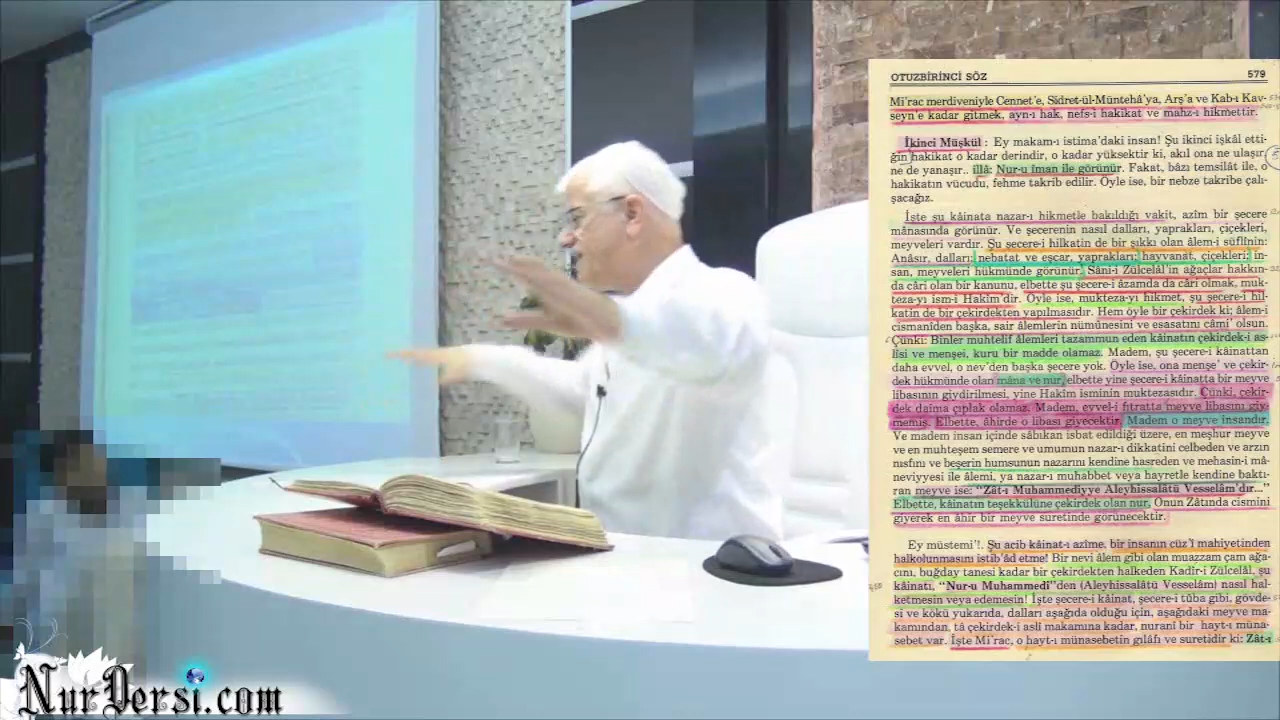 OTUZBİRİNCİ SÖZ 579
Mi'rac merdiveniyle Cennet'e, Sidret-ül-Müntehâ'ya, Arş'a ve Kab-ı Kav-
seyn'e kadar gitmek, ayn-ı hak, nefs-i hakikat ve mahz-ı hikmettir.
İkinci Müşkül : Ey makam-ı istima'daki insan! Şu ikinci işkâl etti-
ğin hakikat o kadar derindir, o kadar yüksektir ki, akıl ona ne ulaşır,
ne de yanaşır.. illâ: Nur-u iman ile görünür. Fakat, bâzı temsilât ile, o
hakikatın vücudu, fehme takrib edilir. Öyle ise, bir nebze takribe çalı-
şacağız.
İşte şu kâinata nazar-ı hikmetle bakıldığı vakit, azîm bir şecere
mânasında görünür. Ve şecerenin nasıl dalları, yaprakları, çiçekleri,
meyveleri vardır. Şu şecere-i hilkatin de bir şıkkı olan âlem-i süflînin:
Anâsır, dalları; nebatat ve eşcar, yaprakları; hayvanat, çiçekleri; in-
san, meyveleri hükmünde görünür. Sâni-i Zülcelâl'in ağaçlar hakkın-
da câri olan bir kanunu, elbette şu şecere-i âzamda da câri olmak, muk-
teza-yı ism-i Hakîm'dir. Öyle ise, mukteza-yı hikmet, şu şecere-i hil-
katin de bir çekirdekten yapılmasıdır. Hem öyle bir çekirdek ki; âlem-i
cismanîden başka, sair âlemlerin nümûnesini ve esasatını câmi' olsun.
Çünki: Binler muhtelif âlemleri tazammun eden kâinatın çekirdek-i as-
lîsi ve menşei, kuru bir madde olamaz. Madem, şu şecere-i kâinattan
daha evvel, o nev'den başka şecere yok. Öyle ise, ona menşe' ve çekir-
dek hükmünde olan mâna ve nur, elbette yine şecere-i kâinatta bir meyve
libasının giydirilmesi, yine Hakîm isminin muktezasıdır. Çünki, çekir-
dek daima çıplak olamaz. Madem, evvel-i fıtratta meyve libasını giy-
memiş. Elbette, âhirde o libası giyecektir. Madem o meyve insandır.
Ve madem insan içinde sâbıkan isbat edildiği üzere, en meşhur meyve
ve en muhteşem semere ve umumun nazar-ı dikkatini celbeden ve arzın
nısfını ve beşerin humsunun nazarını kendine hasreden ve mehasin-i mâ-
neviyyesi ile âlemi, ya nazar-ı muhabbet veya hayretle kendine baktı-
ran meyve ise: "Zât-ı Muhammediyye Aleyhissalâtü Vesselâm'dır..."
Elbette, kâinatın teşekkülüne çekirdek olan nur, Onun Zâtında cismini
giyerek en âhir bir meyve suretinde görünecektir.
Ey müstemi'!. Şu acib kâinat-ı azîme, bir insanın cüz'î mahiyetinden
halkolunmasını istib'âd etme! Bir nevi âlem gibi olan muazzam çam ağa-
cını, buğday tanesi kadar bir çekirdekten halkeden Kadîr-i Zülcelâl, şu
kâinatı, "Nur-u Muhammedî"den (Aleyhissalâtü Vesselâm) nasıl hal-
ketmesin veya edemesin! İşte şecere-i kâinat, şecere-i tûba gibi, gövde-
si ve kökü yukarıda, dalları aşağıda olduğu için, aşağıdaki meyve ma-
kamından, tâ çekirdek-i aslî makamına kadar, nuranî bir hayt-ı müna-
sebet var. İşte Mi'rac, o hayt-ı münasebetin gılâfı ve suretidir ki: Zât-ı
NurDersi.com